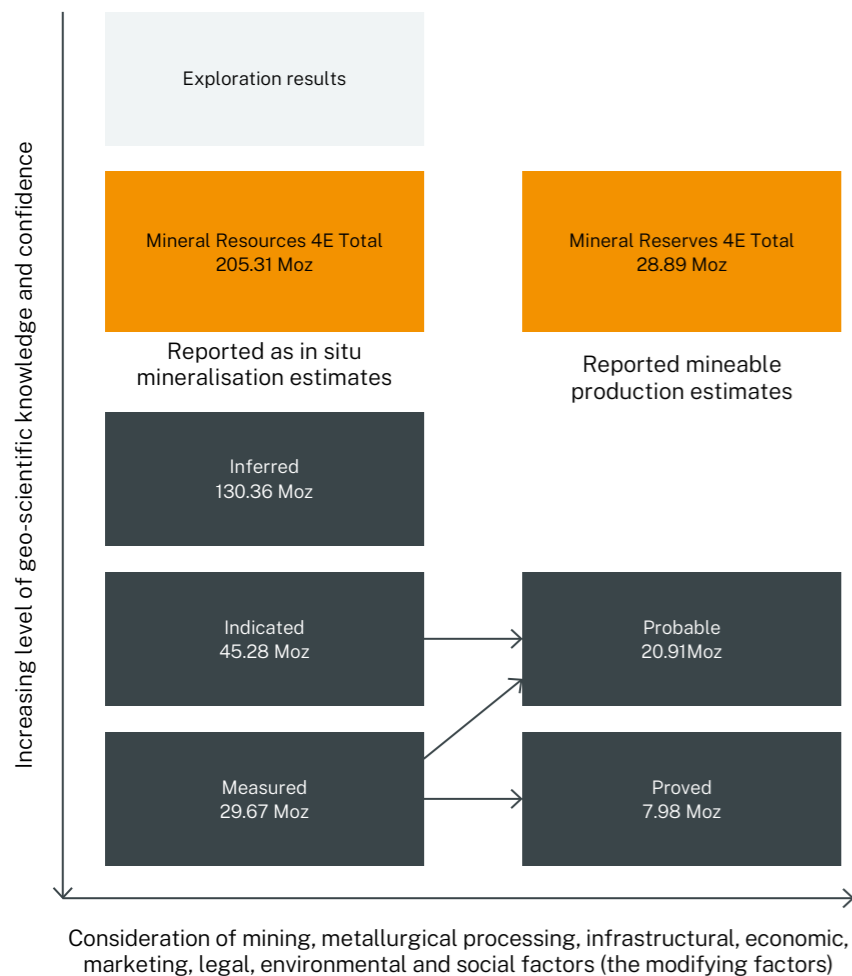 Increasing level of geo-scientific knowledge and confidence
Exploration results
Mineral Resources 4E Total
205.31 Moz
Mineral Reserves 4E Total
28.89 Moz
Reported as in situ
mineralisation estimates
Reported mineable
production estimates
Inferred
130.36 Moz
Indicated
45.28 Moz
Probable
20.91Moz
Measured
29.67 Moz
Proved
7.98 Moz
Consideration of mining, metallurgical processing, infrastructural, economic,
marketing, legal, environmental and social factors (the modifying factors)